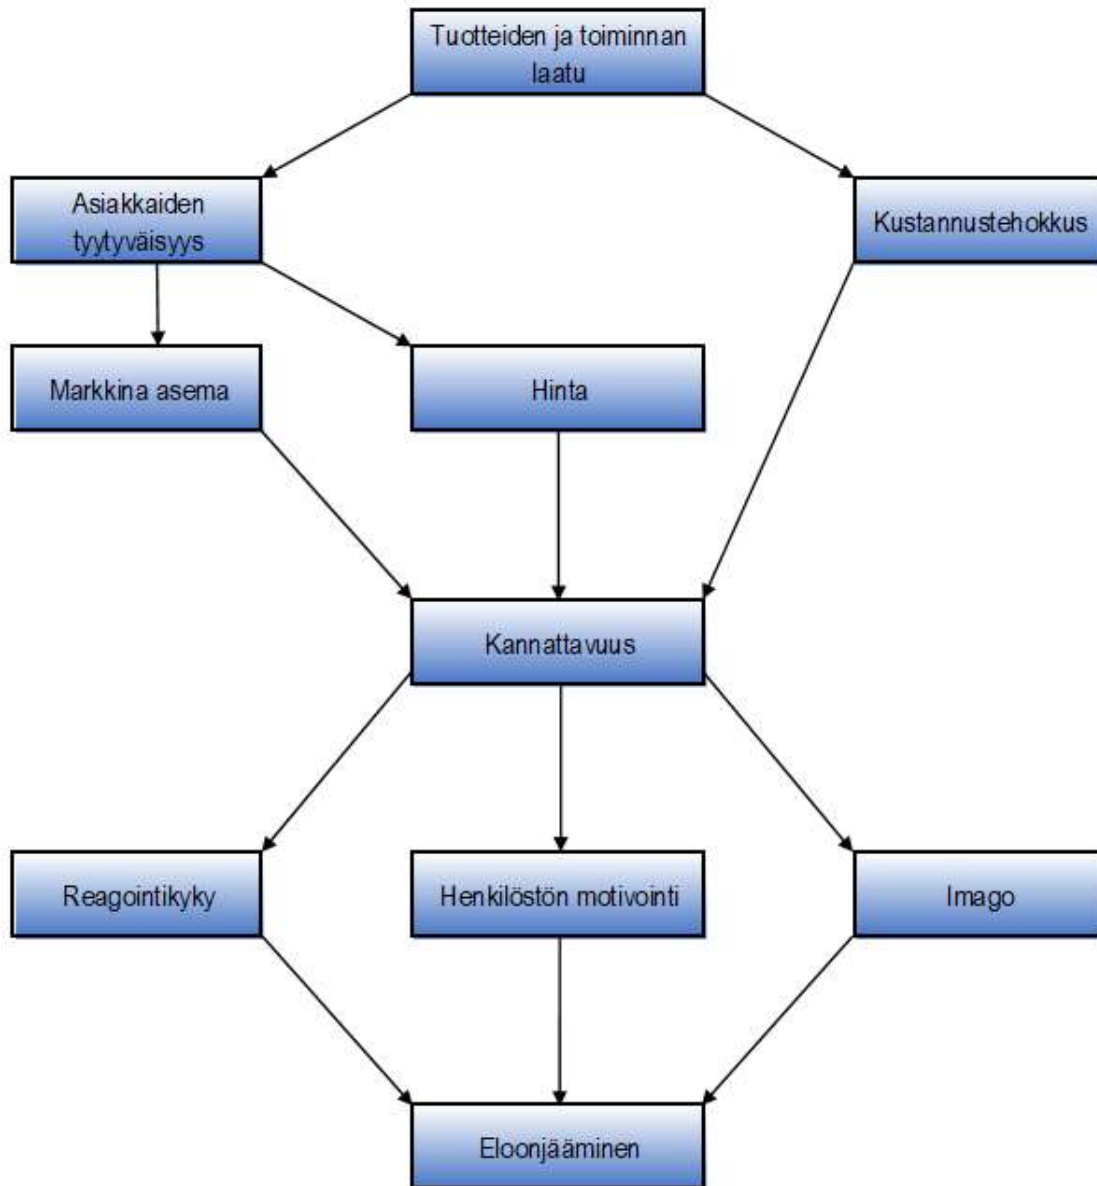 Tuotteiden ja toiminnan
laatu
Asiakkaiden
tyytyväisyys
Kustannustehokkus
Markkina asema
Hinta
Kannattavuus
Reagointikyky
Henkilöstön motivointi
Imago
Eloonjääminen